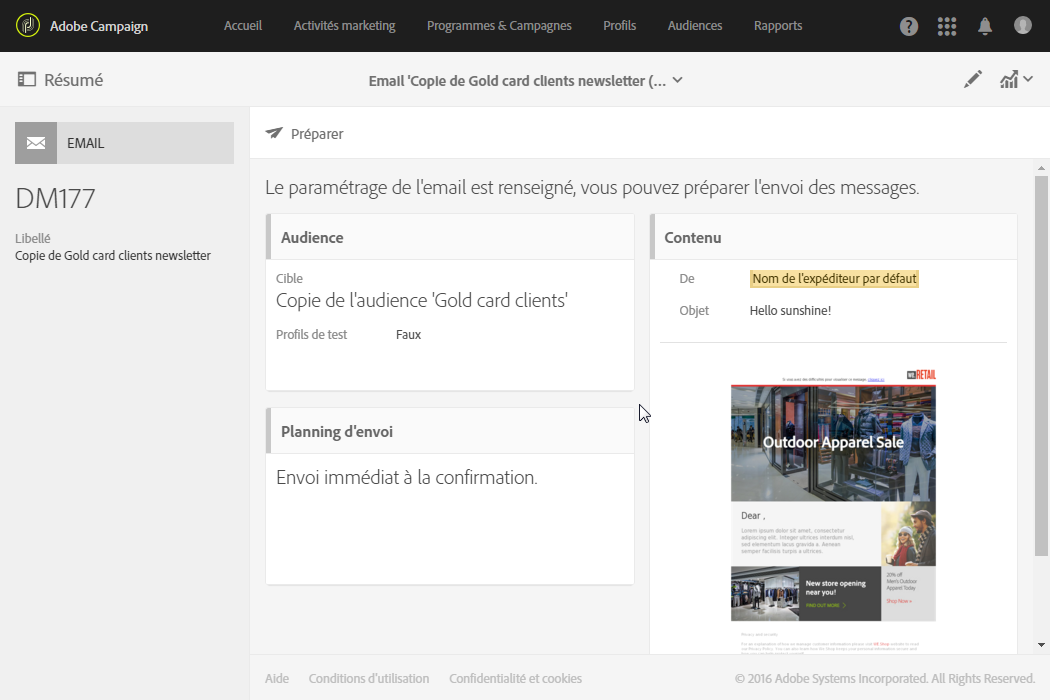 Adobe Campaign
Accueil
Activités marketing
Programmes & Campagnes
Profils
Audiences
Rapports
?
Résumé
Email 'Copie de Gold card clients newsletter (...
EMAIL
DM177
Libellé
Copie de Gold card clients newsletter
Préparer
Le paramétrage de l'email est renseigné, vous pouvez préparer l'envoi des messages.
Audience
Cible
Copie de l'audience 'Gold card clients'
Profils de test Faux
Planning d'envoi
Envoi immédiat à la confirmation.
Contenu
De Nom de l'expéditeur par défaut
Objet Hello sunshine!
WE.RETAIL
Outdoor Apparel Sale
Dear ,
Lorem ipsum dolor sit amet, consectetur
adipiscing elit. Integer ultrices interdum nisl,
sed elementum lacus gravida a. Aenean
semper facilisis turpis a ultrices.
New store opening
near you!
FIND OUT MORE
20% off
Men's Outdoor
Apparel Today
Shop Now »
Aide
Conditions d'utilisation
Confidentialité et cookies
© 2016 Adobe Systems Incorporated. All Rights Reserved.